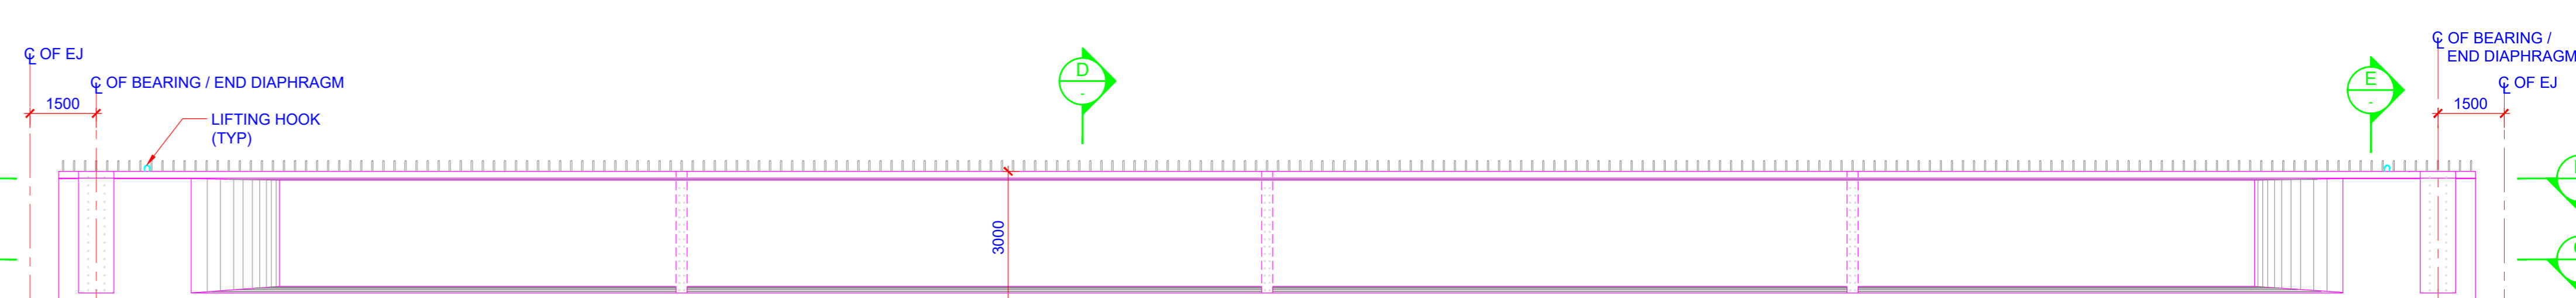 ℄ OF EJ
℄ OF BEARING / END DIAPHRAGM
1500
LIFTING HOOK
(TYP)
D
-
E
-
℄ OF BEARING /
END DIAPHRAGM
℄ OF EJ
1500
3000